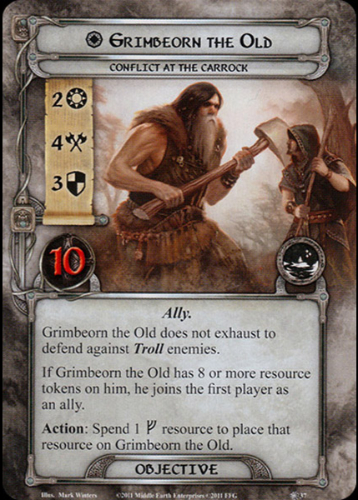 Grimbeorn the Old
Conflict at the Carrock
2
4
3
10
Ally.
Grimbeorn the Old does not exhaust to
defend against Troll enemies.
If Grimbeorn the Old has 8 or more resource
tokens on him, he joins the first player as
an ally.
Action: Spend 1 resource to place that
resource on Grimbeorn the Old.
Objective
Illus. Mark Winters ©2011 Middle Earth Enterprises ©2011 FFG